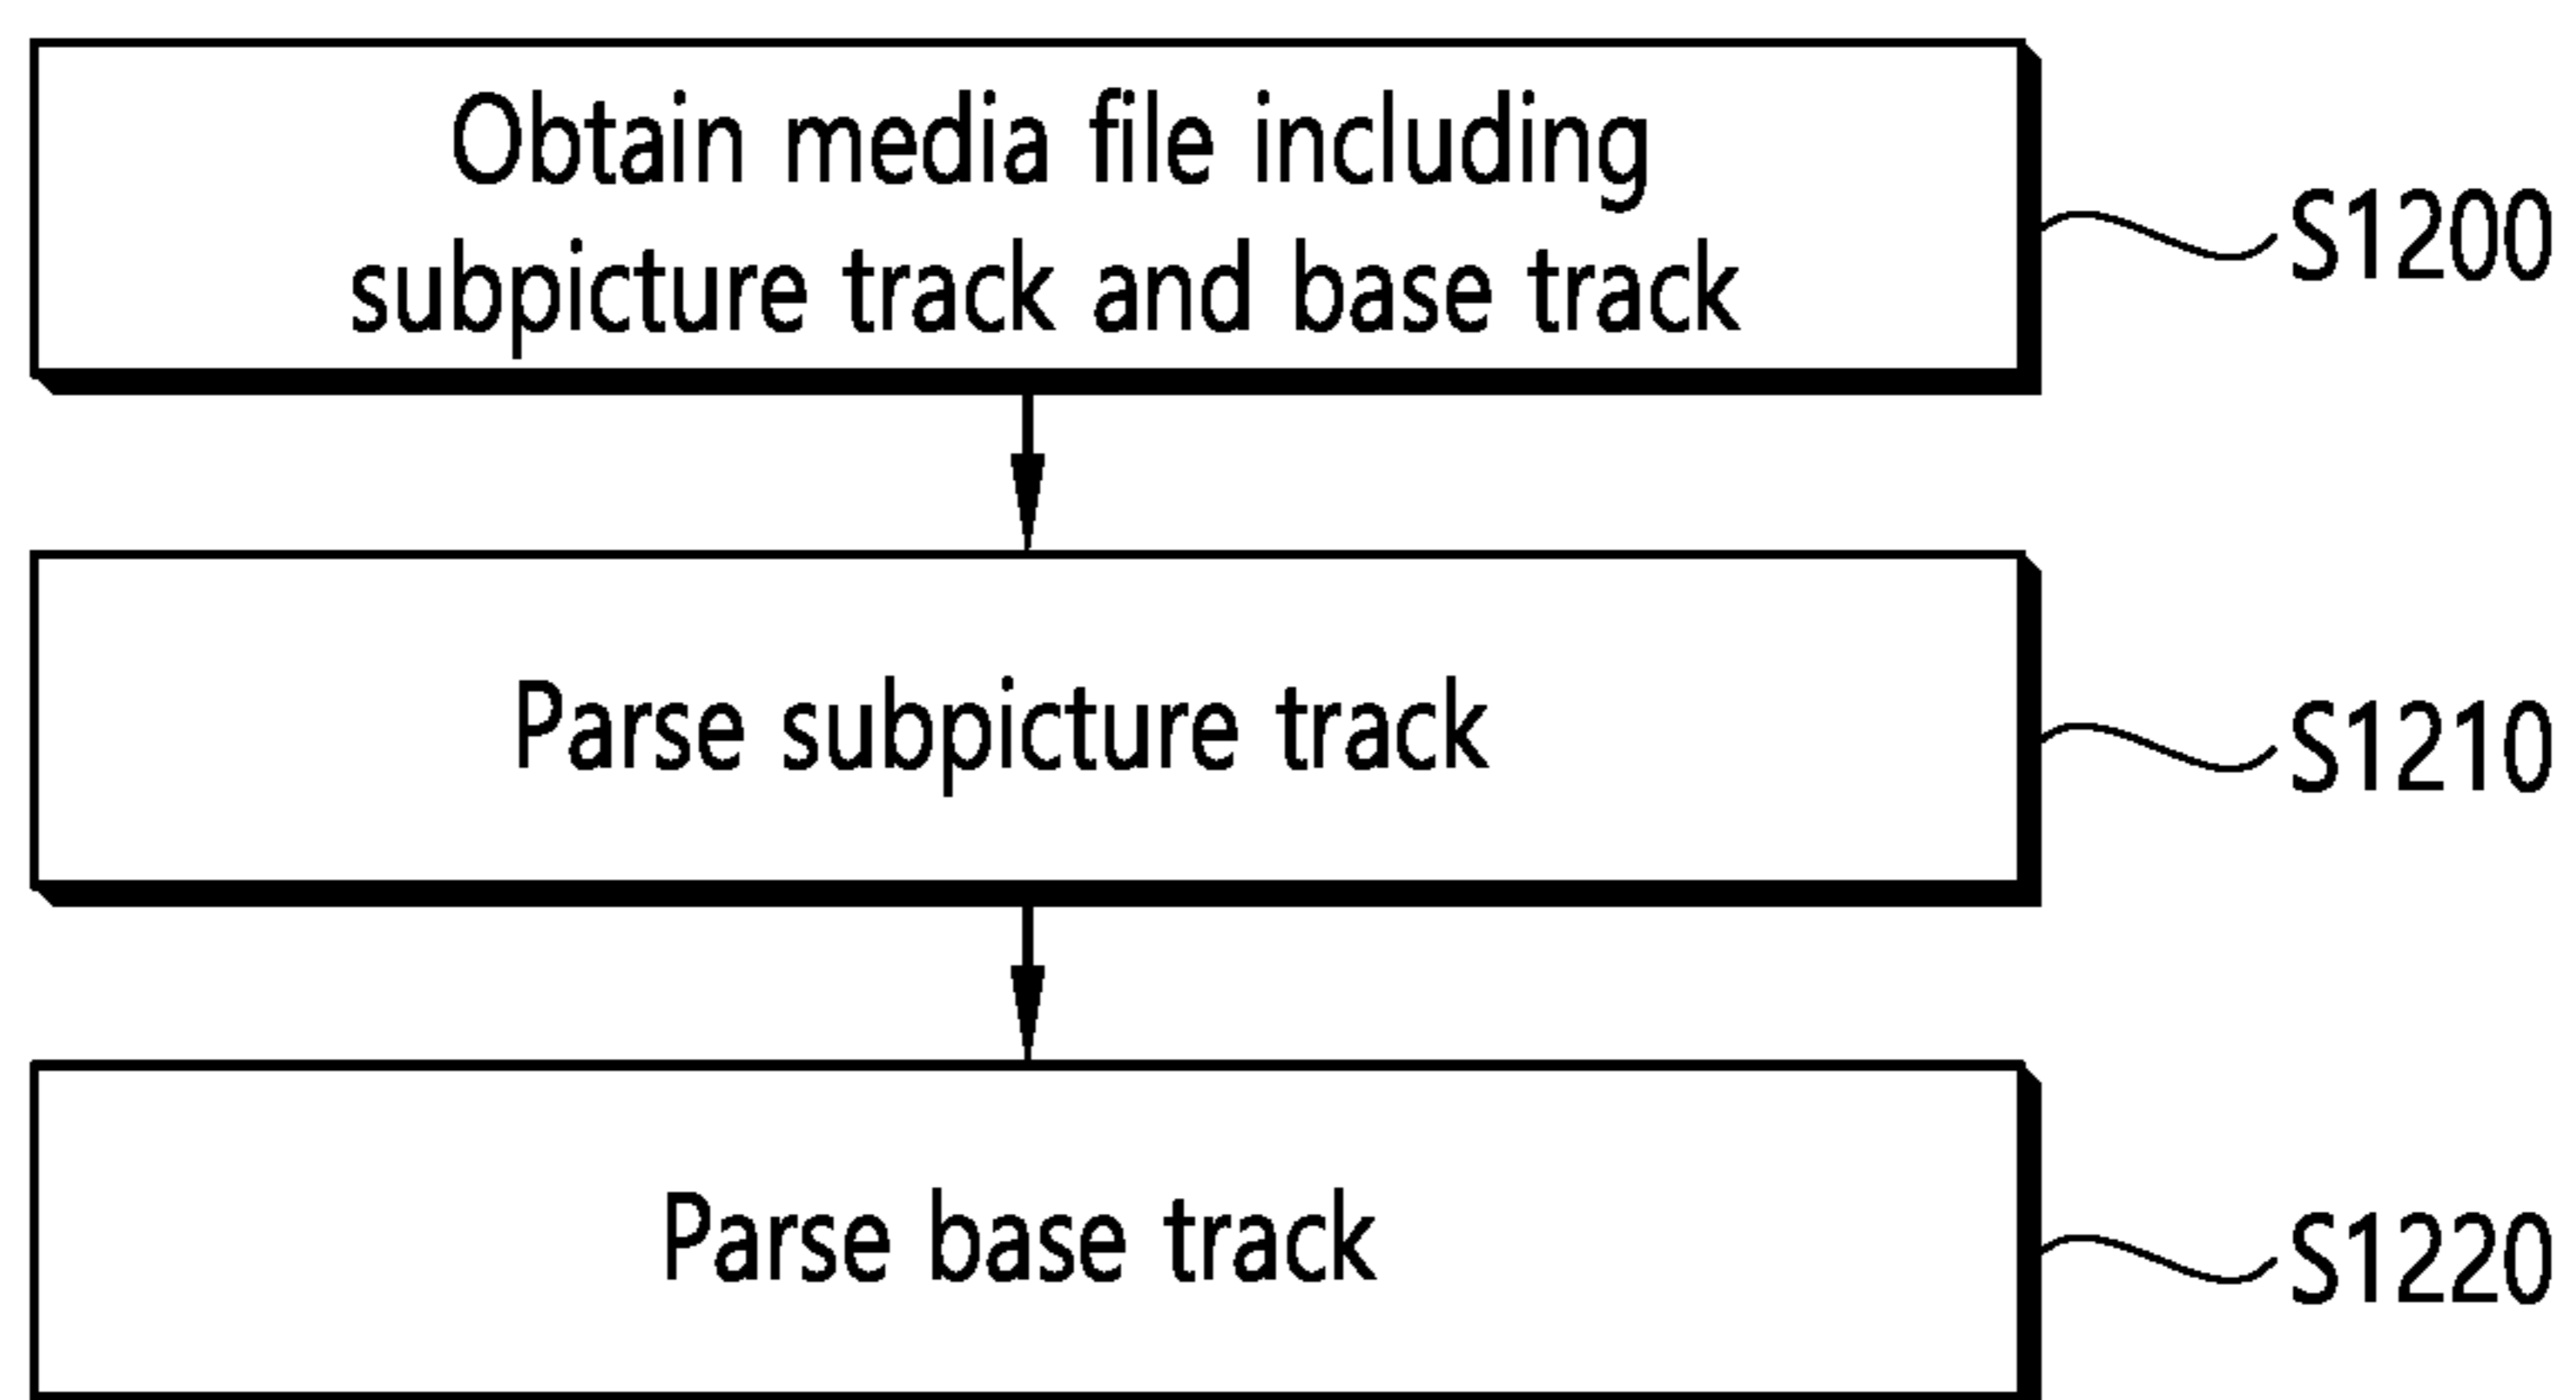 Obtain media file including
subpicture track and base track
S1200
Parse subpicture track
S1210
Parse base track
S1220